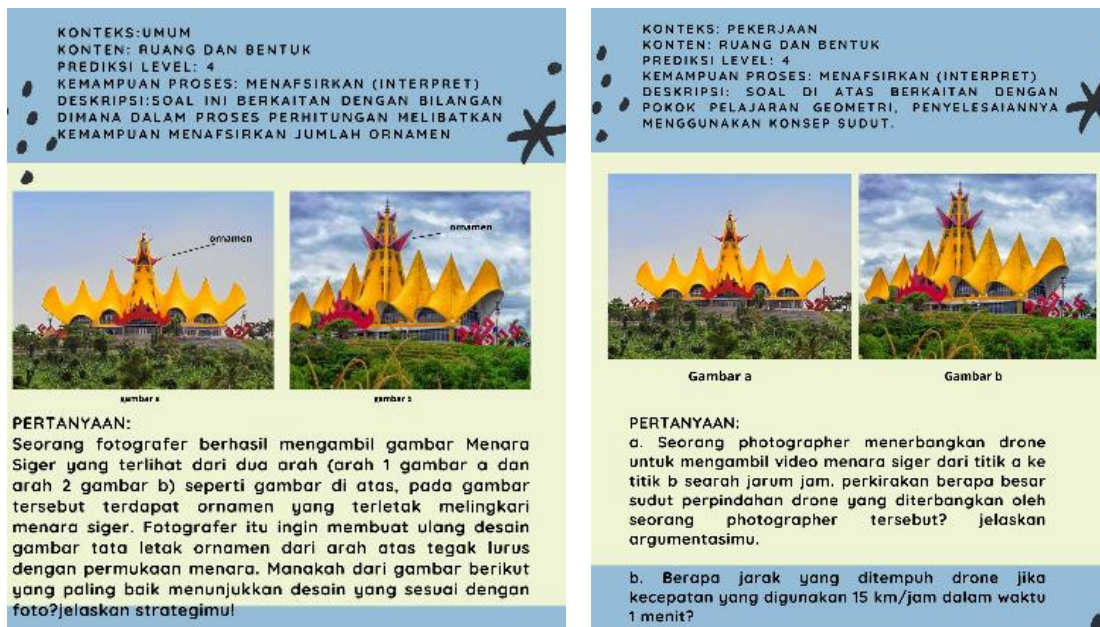 KONTEKS:UMUM
KONTEN: RUANG DAN BENTUK
PREDIKSI LEVEL: 4
KEMAMPUAN PROSES: MENAFSIRKAN (INTERPRET)
DESKRIPSI:SOAL INI BERKAITAN DENGAN BILANGAN
DIMANA DALAM PROSES PERHITUNGAN MELIBATKAN
KEMAMPUAN MENAFSIRKAN JUMLAH ORNAMEN
ornamen
ornamen
gambar a
gambar b
PERTANYAAN:
Seorang fotografer berhasil mengambil gambar Menara
Siger yang terlihat dari dua arah (arah 1 gambar a dan
arah 2 gambar b) seperti gambar di atas, pada gambar
tersebut terdapat ornamen yang terletak melingkari
menara siger. Fotografer itu ingin membuat ulang desain
gambar tata letak ornamen dari arah atas tegak lurus
dengan permukaan menara. Manakah dari gambar berikut
yang paling baik menunjukkan desain yang sesuai dengan
foto?jelaskan strategimu!
KONTEKS: PEKERJAAN
KONTEN: RUANG DAN BENTUK
PREDIKSI LEVEL: 4
KEMAMPUAN PROSES: MENAFSIRKAN (INTERPRET)
DESKRIPSI: SOAL DI ATAS BERKAITAN DENGAN
POKOK PELAJARAN GEOMETRI, PENYELESAIANNYA
MENGGUNAKAN KONSEP SUDUT.
Gambar a
Gambar b
PERTANYAAN:
a. Seorang photographer menerbangkan drone
untuk mengambil video menara siger dari titik a ke
titik b searah jarum jam. perkirakan berapa besar
sudut perpindahan drone yang diterbangkan oleh
seorang photographer tersebut? jelaskan
argumentasimu.
b. Berapa jarak yang ditempuh drone jika
kecepatan yang digunakan 15 km/jam dalam waktu
1 menit?